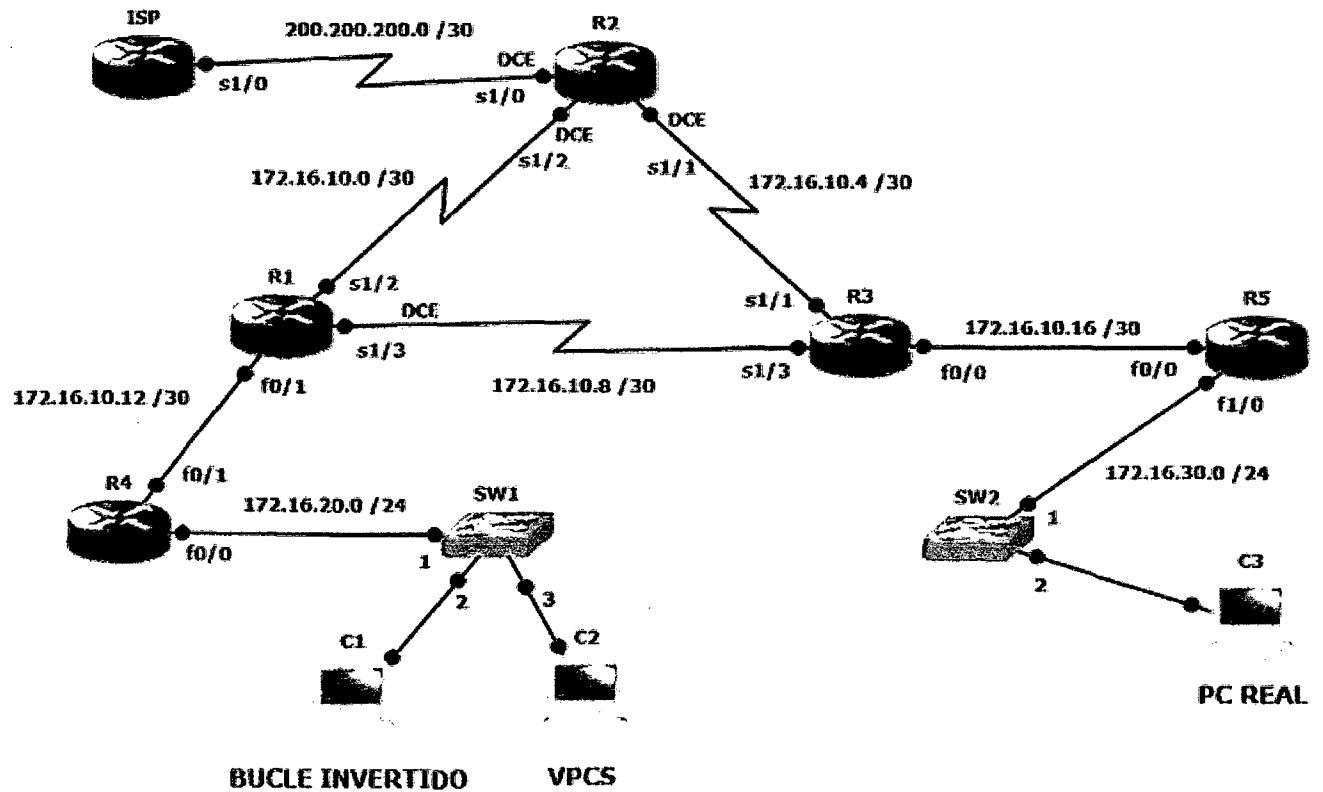 ISP
200.200.200.0 /30
R2
DCE
s1/0
s1/0
DCE
DCE
s1/2
s1/1
172.16.10.0 /30
172.16.10.4 /30
R1
s1/2
DCE
s1/3
s1/1
R3
172.16.10.16 /30
R5
s1/3
f0/0
f0/0
172.16.10.8 /30
f0/1
f1/0
172.16.10.12 /30
f0/1
R4
172.16.20.0 /24
SW1
172.16.30.0 /24
SW2
1
f0/0
1
2
3
2
C3
C1
C2
PC REAL
BUCLE INVERTIDO
VPCS